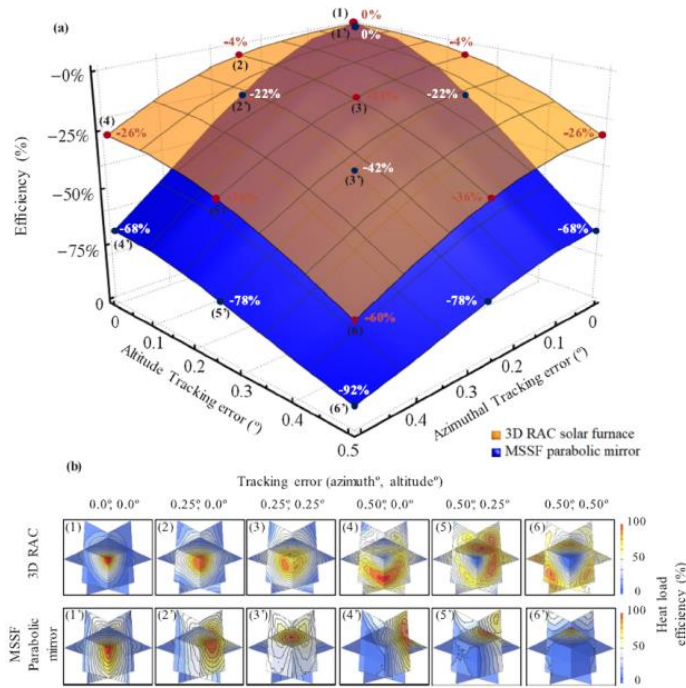 (a)
(1)
0%
(1')
0%
-4%
(2)
-4%
-0%
-22%
(2')
(3)
-22%
(4)
-26%
-26%
-25%
-42%
(3')
-36%
(5)
-50%
-68%
(4')
-68%
-75%
-78%
(5')
-78%
-60%
(6)
-92%
(6')
0
0
0.1
0.2
0.3
0.4
0.5
0
0.1
0.2
0.3
0.4
Efficiency (%)
Altitude Tracking error (°)
Azimuthal Tracking error (°)
3D RAC solar furnace
MSSF parabolic mirror
(b)
Tracking error (azimuthº, altitudeº)
0.0°, 0.0° 0.25°, 0.0° 0.25°, 0.25° 0.50°, 0.0° 0.50°, 0.25° 0.50°, 0.50°
3D RAC
(1) (2) (3) (4) (5) (6)
100
50
0
MSSF
Parabolic
mirror
(1') (2') (3') (4') (5') (6')
100
50
0
Heat load
efficiency (%)